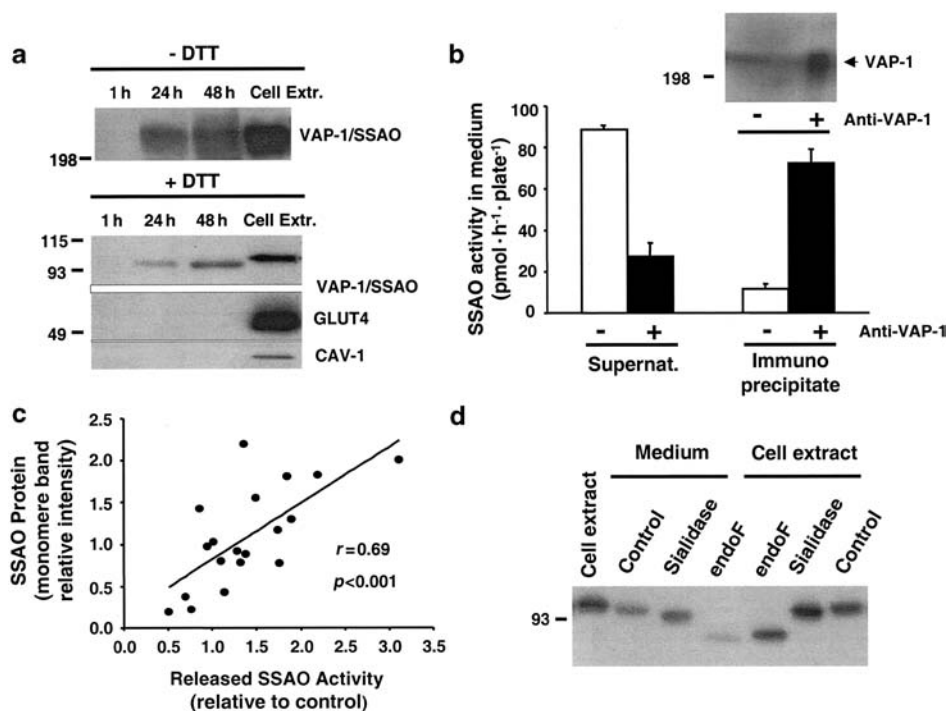 a
- DTT
1 h 24 h 48 h Cell Extr.
VAP-1/SSAO
198
+ DTT
1 h 24 h 48 h Cell Extr.
115
93
VAP-1/SSAO
GLUT4
49
CAV-1
b
198
VAP-1
- + Anti-VAP-1
SSAO activity in medium
(pmol·h⁻¹·plate⁻¹)
100
80
60
40
20
0
- + - + Anti-VAP-1
Supernat.
Immuno
precipitate
c
SSAO Protein
(monomere band
relative intensity)
2.5
2.0
1.5
1.0
0.5
0.0
r=0.69
p<0.001
0.0 0.5 1.0 1.5 2.0 2.5 3.0 3.5
Released SSAO Activity
(relative to control)
d
Medium Cell extract
Cell extract Control Sialidase endoF endoF Sialidase Control
93